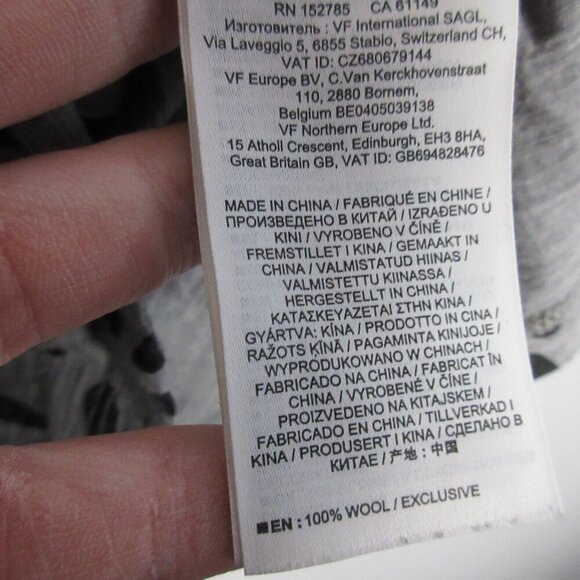 RN 152785 CA 61149
Изготовитель : VF International SAGL,
Via Laveggio 5, 6855 Stabio, Switzerland CH,
VAT ID: CZ680679144
VF Europe BV, C.Van Kerckhovenstraat
110, 2880 Bornem,
Belgium BE0405039138
VF Northern Europe Ltd.
15 Atholl Crescent, Edinburgh, EH3 8HA,
Great Britain GB, VAT ID: GB694828476
MADE IN CHINA / FABRIQUÉ EN CHINE /
ПРОИЗВЕДЕНО В КИТАЙ / IZRAĐENO U
KINI / VYROBENO V ČÍNĚ /
FREMSTILLET I KINA / GEMAAKT IN
CHINA / VALMISTATUD HIINAS /
VALMISTETTU KIINASSA /
HERGESTELLT IN CHINA /
ΚΑΤΑΣΚΕΥΑΖΕΤΑΙ ΣΤΗΝ ΚΙΝΑ /
GYÁRTVA: KÍNA / PRODOTTO IN CINA /
RAŽOTS ĶĪNĀ / PAGAMINTA KINIJOJE /
WYPRODUKOWANO W CHINACH /
FABRICADO NA CHINA / FABRICAT ÎN
CHINA / VYROBENÉ V ČÍNE /
PROIZVEDENO NA KITAJSKEM /
FABRICADO EN CHINA / TILLVERKAD I
KINA / PRODUSERT I KINA / СДЕЛАНО В
КИТАЕ / 产地 : 中国
EN : 100% WOOL / EXCLUSIVE